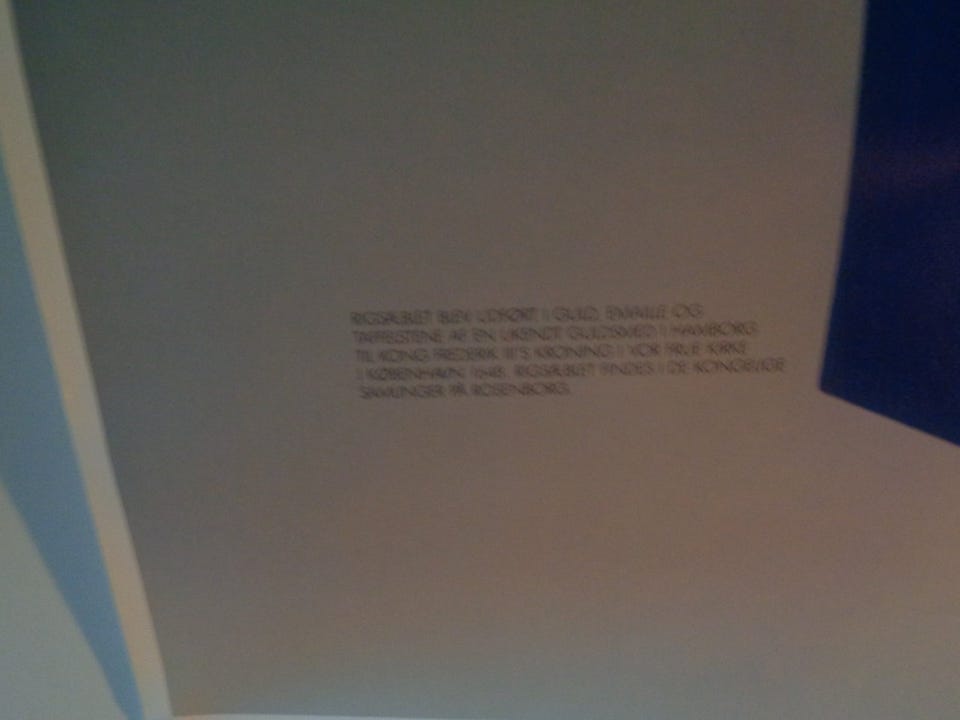 RIGSÆBLET BLEV UDFØRT I GULD, EMALJE OG
TAFFELSTENE AF EN UKENDT GULDSMED I HAMBORG
TIL KONG FREDERIK III'S KRONING I VOR FRUE KIRKE
I KØBENHAVN 1648. RIGSÆBLET FINDES I DE KONGELIGE
SAMLINGER PÅ ROSENBORG.